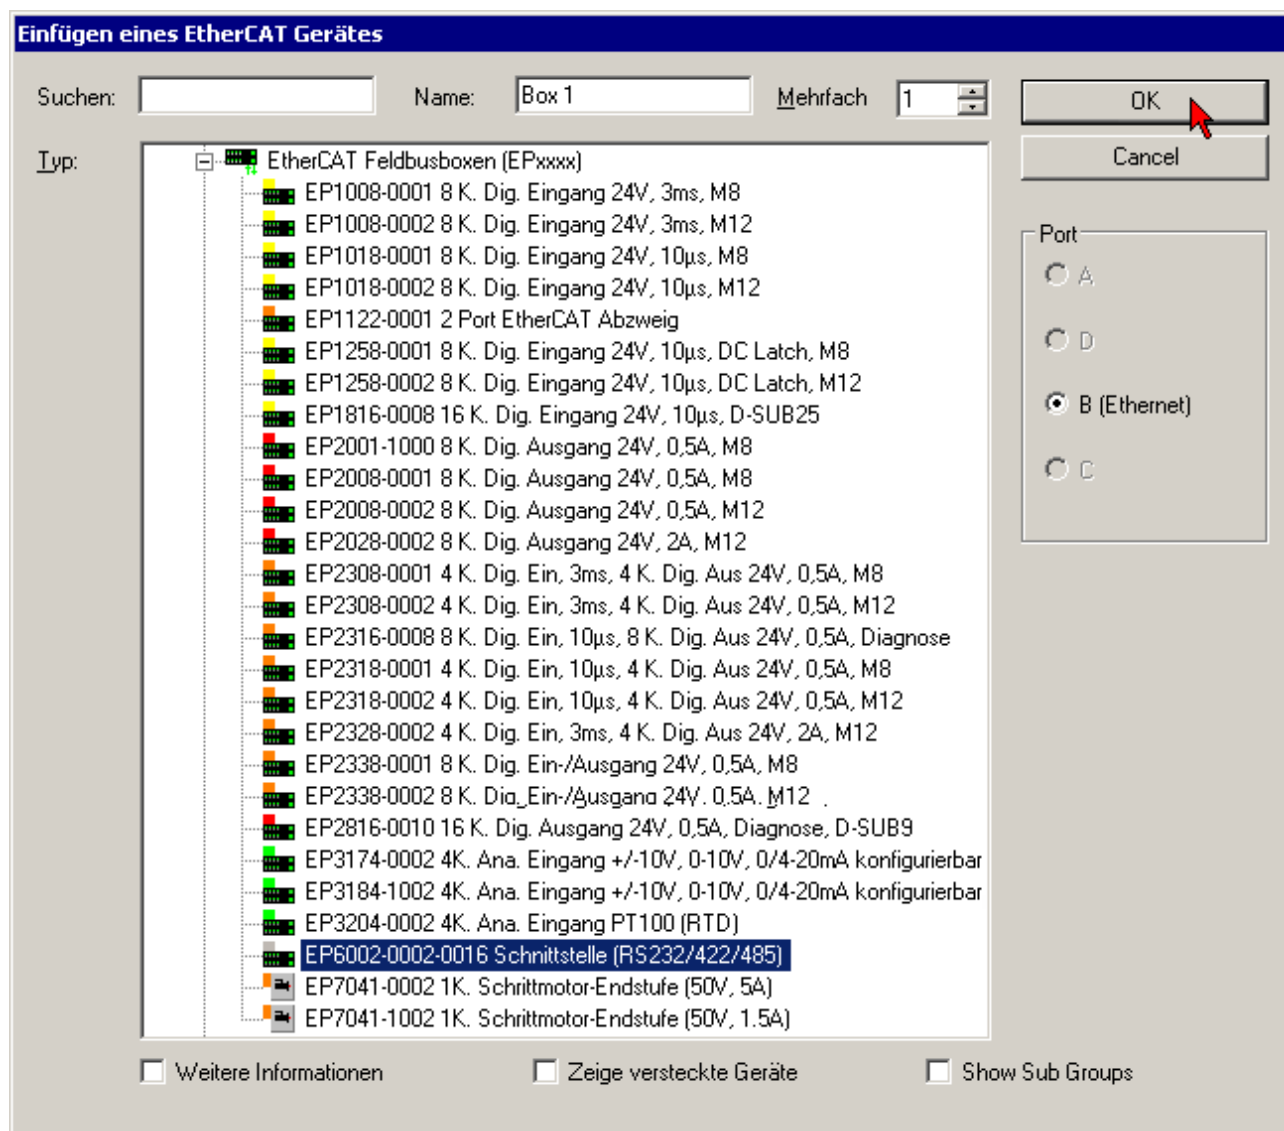 Einfügen eines EtherCAT Gerätes
Suchen: Name: Box 1 Mehrfach 1 OK
Cancel
Typ: EtherCAT Feldbusboxen (EPxxxx)
EP1008-0001 8 K. Dig. Eingang 24V, 3ms, M8
EP1008-0002 8 K. Dig. Eingang 24V, 3ms, M12
EP1018-0001 8 K. Dig. Eingang 24V, 10µs, M8
EP1018-0002 8 K. Dig. Eingang 24V, 10µs, M12
EP1122-0001 2 Port EtherCAT Abzweig
EP1258-0001 8 K. Dig. Eingang 24V, 10µs, DC Latch, M8
EP1258-0002 8 K. Dig. Eingang 24V, 10µs, DC Latch, M12
EP1816-0008 16 K. Dig. Eingang 24V, 10µs, D-SUB25
EP2001-1000 8 K. Dig. Ausgang 24V, 0,5A, M8
EP2008-0001 8 K. Dig. Ausgang 24V, 0,5A, M8
EP2008-0002 8 K. Dig. Ausgang 24V, 0,5A, M12
EP2028-0002 8 K. Dig. Ausgang 24V, 2A, M12
EP2308-0001 4 K. Dig. Ein, 3ms, 4 K. Dig. Aus 24V, 0,5A, M8
EP2308-0002 4 K. Dig. Ein, 3ms, 4 K. Dig. Aus 24V, 0,5A, M12
EP2316-0008 8 K. Dig. Ein, 10µs, 8 K. Dig. Aus 24V, 0,5A, Diagnose
EP2318-0001 4 K. Dig. Ein, 10µs, 4 K. Dig. Aus 24V, 0,5A, M8
EP2318-0002 4 K. Dig. Ein, 10µs, 4 K. Dig. Aus 24V, 0,5A, M12
EP2328-0002 4 K. Dig. Ein, 3ms, 4 K. Dig. Aus 24V, 2A, M12
EP2338-0001 8 K. Dig. Ein-/Ausgang 24V, 0,5A, M8
EP2338-0002 8 K. Dig. Ein-/Ausgang 24V, 0,5A, M12
EP2816-0010 16 K. Dig. Ausgang 24V, 0,5A, Diagnose, D-SUB9
EP3174-0002 4K. Ana. Eingang +/-10V, 0-10V, 0/4-20mA konfigurierbar
EP3184-1002 4K. Ana. Eingang +/-10V, 0-10V, 0/4-20mA konfigurierbar
EP3204-0002 4K. Ana. Eingang PT100 (RTD)
EP6002-0002-0016 Schnittstelle (RS232/422/485)
EP7041-0002 1K. Schrittmotor-Endstufe (50V, 5A)
EP7041-1002 1K. Schrittmotor-Endstufe (50V, 1.5A)
Port
A
D
B (Ethernet)
C
Weitere Informationen Zeige versteckte Geräte Show Sub Groups